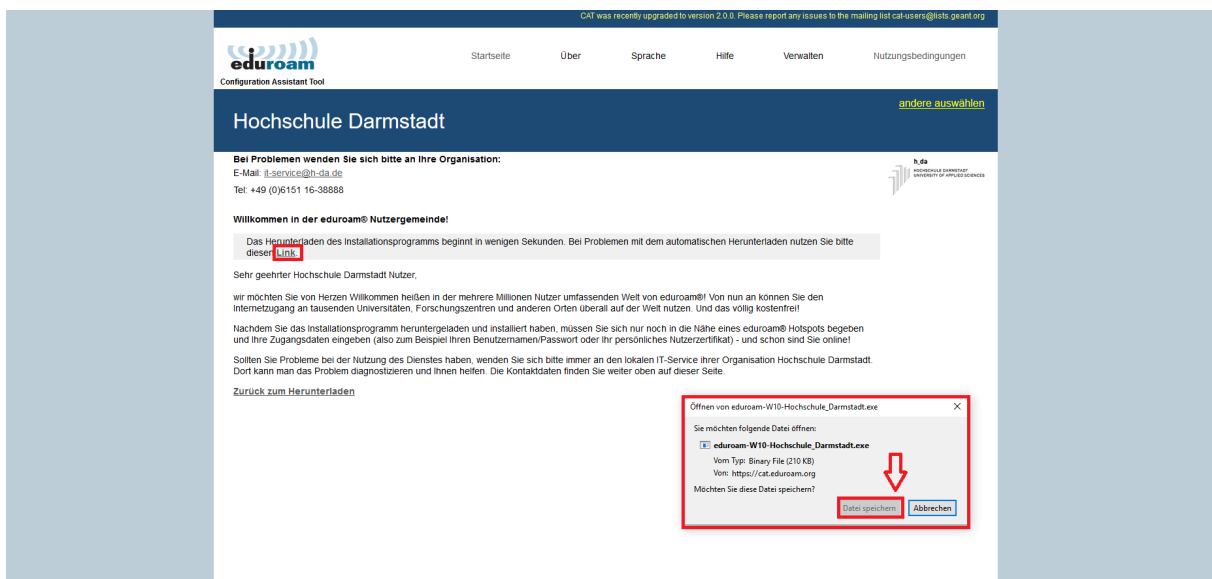 CAT was recently upgraded to version 2.0.0. Please report any issues to the mailing list cat-users@lists.geant.org
eduroam
Configuration Assistant Tool
Startseite Über Sprache Hilfe Verwalten Nutzungsbedingungen
andere auswählen
Hochschule Darmstadt
Bei Problemen wenden Sie sich bitte an Ihre Organisation:
E-Mail: it-service@h-da.de
Tel: +49 (0)6151 16-38888
h_da
HOCHSCHULE DARMSTADT
UNIVERSITY OF APPLIED SCIENCES
Willkommen in der eduroam® Nutzergemeinde!
Das Herunterladen des Installationsprogramms beginnt in wenigen Sekunden. Bei Problemen mit dem automatischen Herunterladen nutzen Sie bitte
diesen Link.
Sehr geehrter Hochschule Darmstadt Nutzer,
wir möchten Sie von Herzen Willkommen heißen in der mehrere Millionen Nutzer umfassenden Welt von eduroam®! Von nun an können Sie den
Internetzugang an tausenden Universitäten, Forschungszentren und anderen Orten überall auf der Welt nutzen. Und das völlig kostenfrei!
Nachdem Sie das Installationsprogramm heruntergeladen und installiert haben, müssen Sie sich nur noch in die Nähe eines eduroam® Hotspots begeben
und Ihre Zugangsdaten eingeben (also zum Beispiel Ihren Benutzernamen/Passwort oder Ihr persönliches Nutzerzertifikat) - und schon sind Sie online!
Sollten Sie Probleme bei der Nutzung des Dienstes haben, wenden Sie sich bitte immer an den lokalen IT-Service ihrer Organisation Hochschule Darmstadt.
Dort kann man das Problem diagnostizieren und Ihnen helfen. Die Kontaktdaten finden Sie weiter oben auf dieser Seite.
Zurück zum Herunterladen
Öffnen von eduroam-W10-Hochschule_Darmstadt.exe
Sie möchten folgende Datei öffnen:
eduroam-W10-Hochschule_Darmstadt.exe
Vom Typ: Binary File (210 KB)
Von: https://cat.eduroam.org
Möchten Sie diese Datei speichern?
Datei speichern Abbrechen